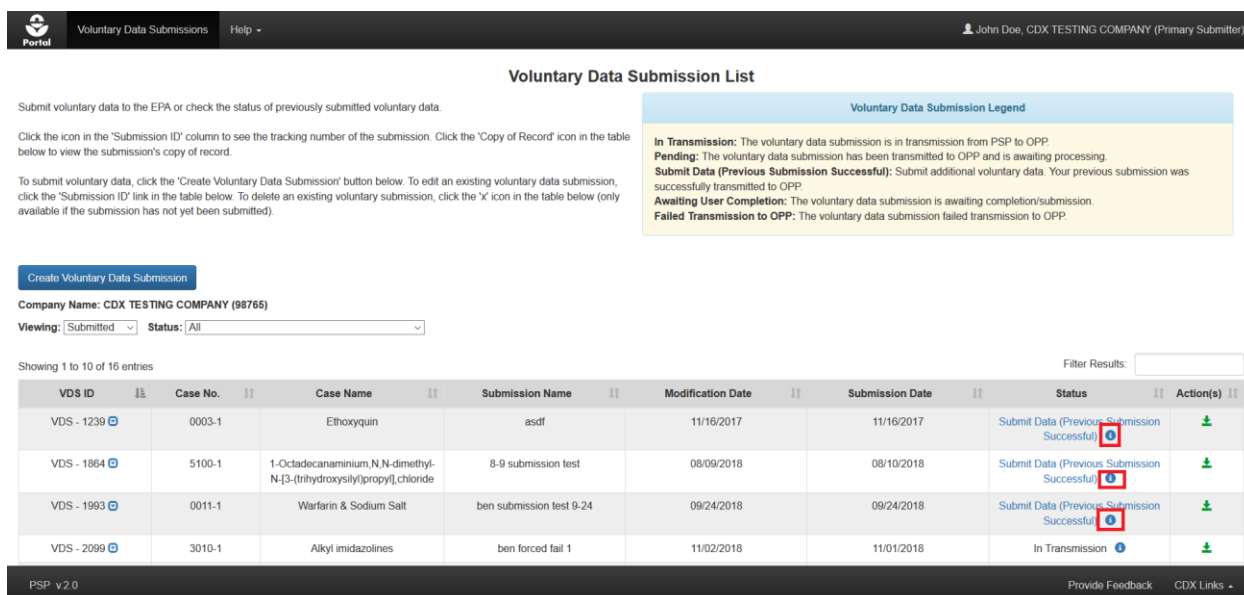 Portal
Voluntary Data Submissions
Help
John Doe, CDX TESTING COMPANY (Primary Submitter)
Voluntary Data Submission List
Submit voluntary data to the EPA or check the status of previously submitted voluntary data.
Click the icon in the 'Submission ID' column to see the tracking number of the submission. Click the 'Copy of Record' icon in the table
below to view the submission's copy of record.
To submit voluntary data, click the 'Create Voluntary Data Submission' button below. To edit an existing voluntary data submission,
click the 'Submission ID' link in the table below. To delete an existing voluntary submission, click the 'x' icon in the table below (only
available if the submission has not yet been submitted).
Voluntary Data Submission Legend
In Transmission: The voluntary data submission is in transmission from PSP to OPP.
Pending: The voluntary data submission has been transmitted to OPP and is awaiting processing.
Submit Data (Previous Submission Successful): Submit additional voluntary data. Your previous submission was
successfully transmitted to OPP.
Awaiting User Completion: The voluntary data submission is awaiting completion/submission.
Failed Transmission to OPP: The voluntary data submission failed transmission to OPP.
Create Voluntary Data Submission
Company Name: CDX TESTING COMPANY (98765)
Viewing: Submitted Status: All
Showing 1 to 10 of 16 entries
Filter Results:
VDS ID Case No. Case Name Submission Name Modification Date Submission Date Status Action(s)
VDS - 1239 0003-1 Ethoxyquin asdf 11/16/2017 11/16/2017 Submit Data (Previous Submission
Successful)
VDS - 1864 5100-1 1-Octadecanaminium,N,N-dimethyl- 8-9 submission test 08/09/2018 08/10/2018 Submit Data (Previous Submission
N-[3-(trihydroxysilyl)propyl],chloride Successful)
VDS - 1993 0011-1 Warfarin & Sodium Salt ben submission test 9-24 09/24/2018 09/24/2018 Submit Data (Previous Submission
Successful)
VDS - 2099 3010-1 Alkyl imidazolines ben forced fail 1 11/02/2018 11/01/2018 In Transmission
PSP v.2.0
Provide Feedback
CDX Links